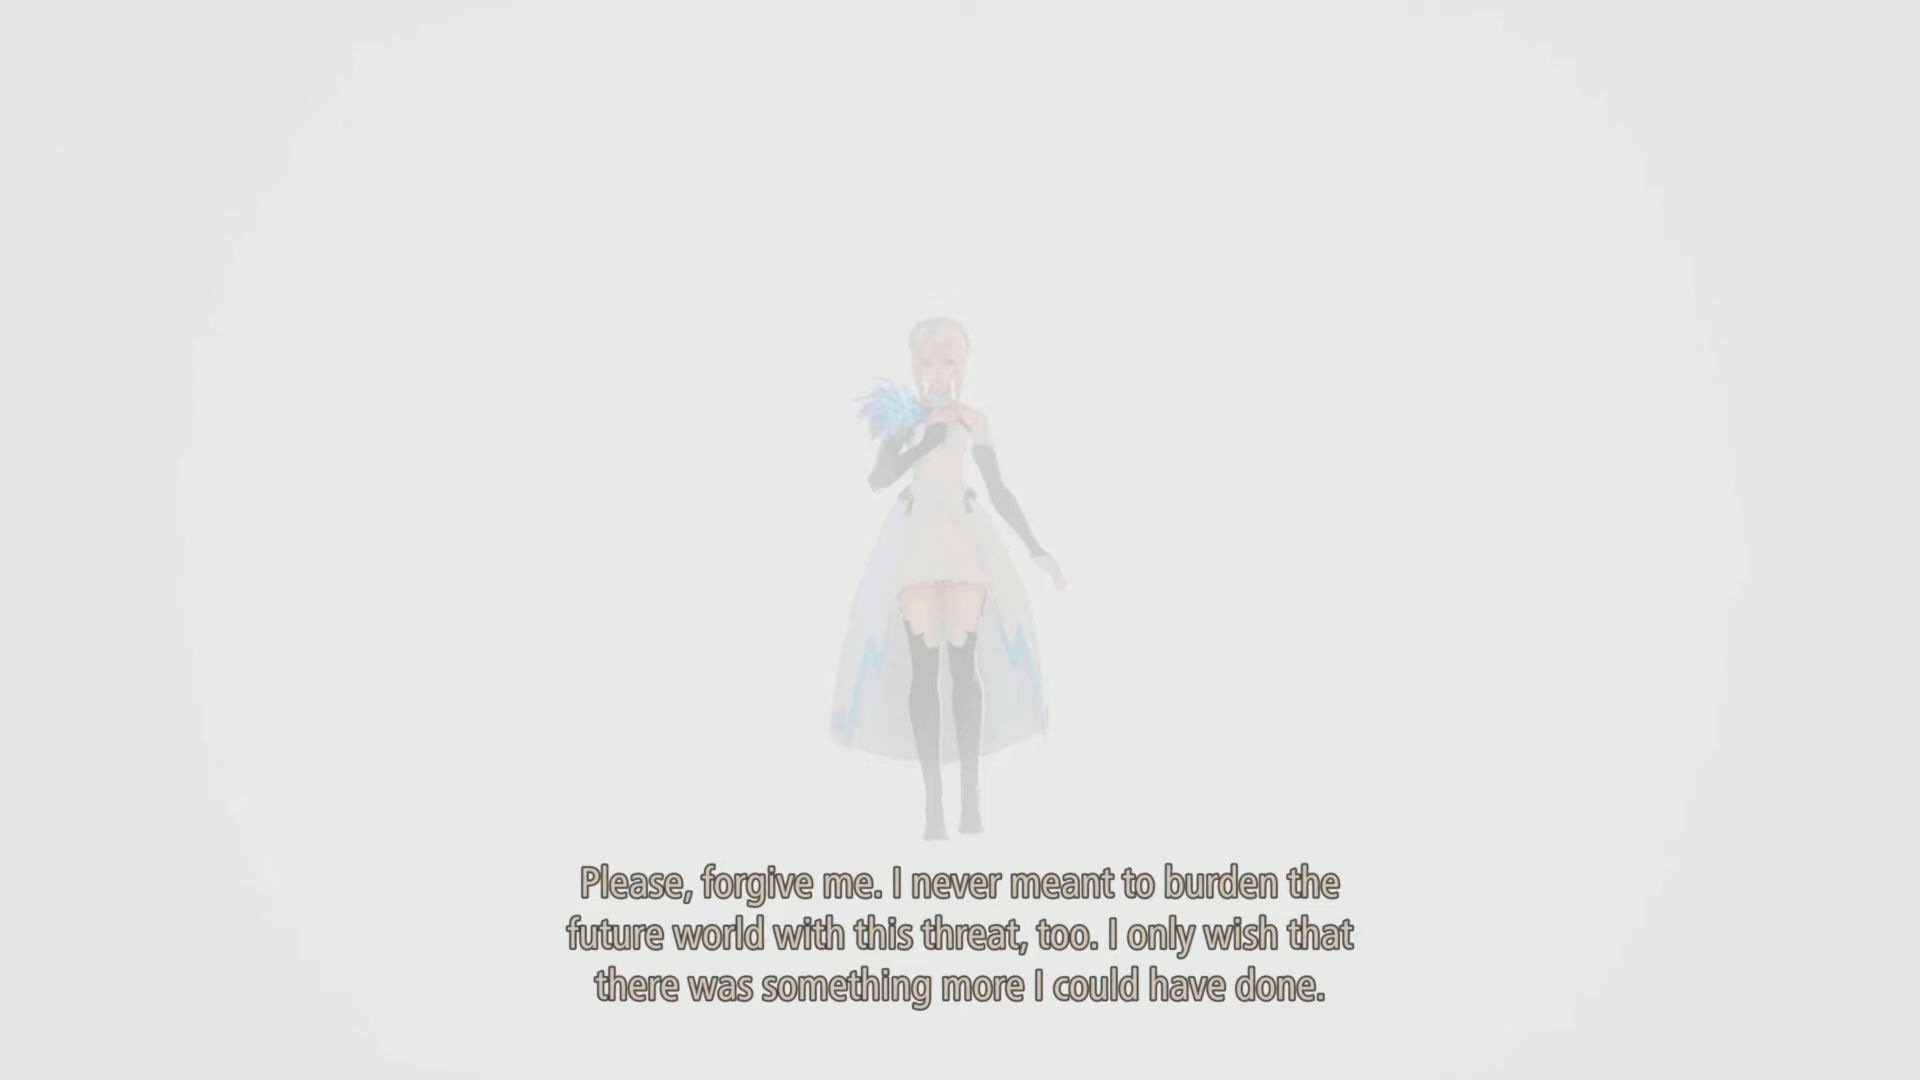 Please, forgive me. I never meant to burden the
future world with this threat, too. I only wish that
there was something more I could have done.